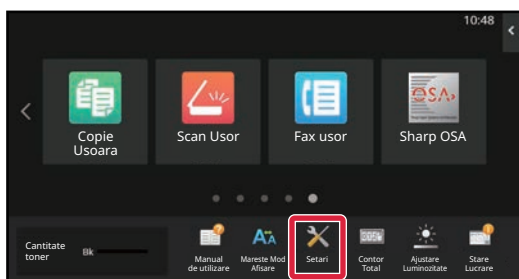 10:48
Copie
Usoara
Scan Usor
Fax usor
OSA
Sharp OSA
Cantitate
toner
Bk
Manual
de utilizare
Mareste Mod
Afisare
Setari
Contor
Total
Ajustare
Luminozitate
Stare
Lucrare